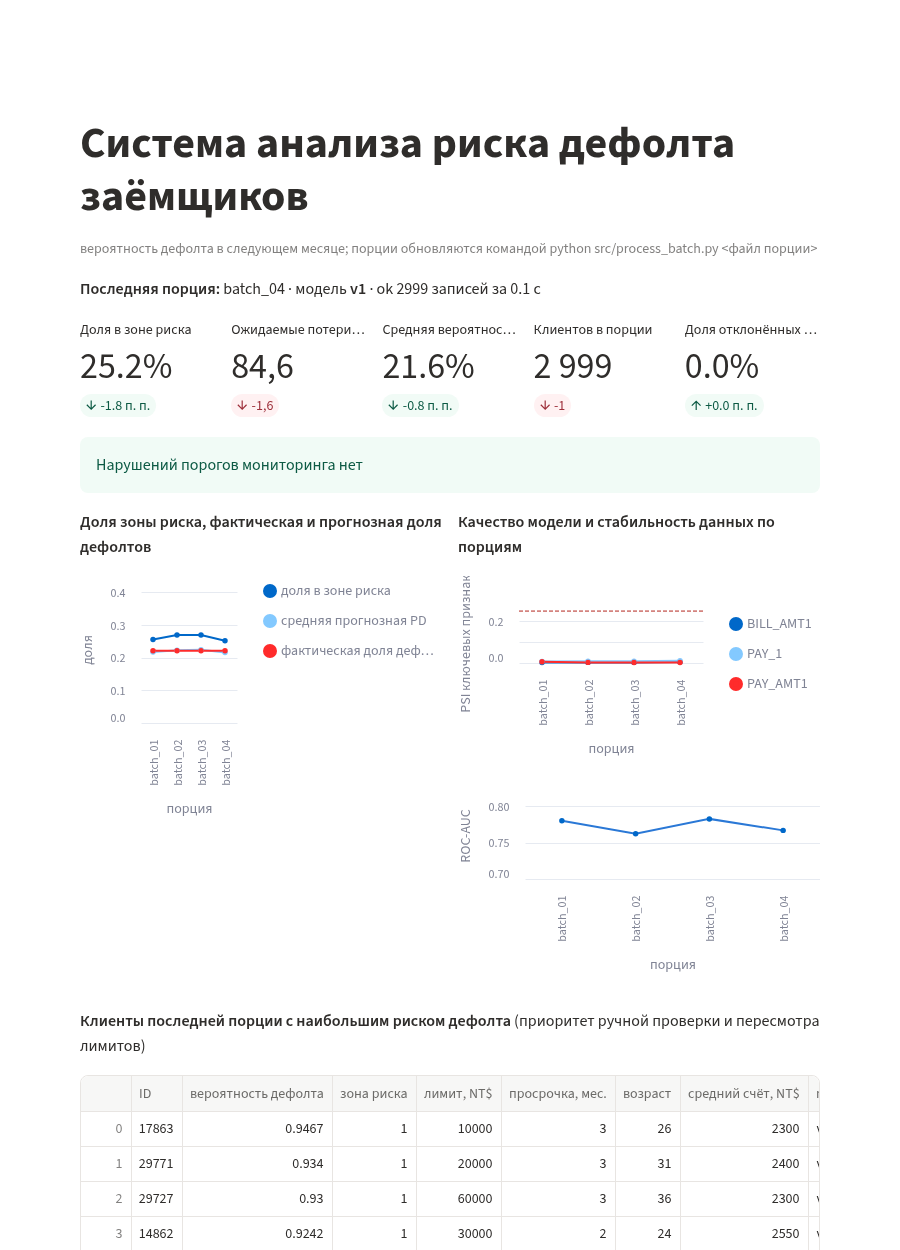 Система анализа риска дефолта
заёмщиков
вероятность дефолта в следующем месяце; порции обновляются командой python src/process_batch.py <файл порции>
Последняя порция: batch_04 · модель v1 · ok 2999 записей за 0.1 с
Доля в зоне риска Ожидаемые потери… Средняя вероятнос… Клиентов в порции Доля отклонённых …
25.2% 84,6 21.6% 2 999 0.0%
↓ -1.8 п. п. ↓ -1,6 ↓ -0.8 п. п. ↓ -1 ↑ +0.0 п. п.
Нарушений порогов мониторинга нет
Доля зоны риска, фактическая и прогнозная доля
дефолтов
доля
0.4
0.3
0.2
0.1
0.0
batch_01 batch_02 batch_03 batch_04
порция
доля в зоне риска
средняя прогнозная PD
фактическая доля деф…
Качество модели и стабильность данных по
порциям
PSI ключевых признак
0.2
0.0
batch_01 batch_02 batch_03 batch_04
порция
BILL_AMT1
PAY_1
PAY_AMT1
ROC-AUC
0.80
0.75
0.70
batch_01 batch_02 batch_03 batch_04
порция
Клиенты последней порции с наибольшим риском дефолта (приоритет ручной проверки и пересмотра
лимитов)
ID вероятность дефолта зона риска лимит, NT$ просрочка, мес. возраст средний счёт, NT$
0 17863 0.9467 1 10000 3 26 2300
1 29771 0.934 1 20000 3 31 2400
2 29727 0.93 1 60000 3 36 2300
3 14862 0.9242 1 30000 2 24 2550